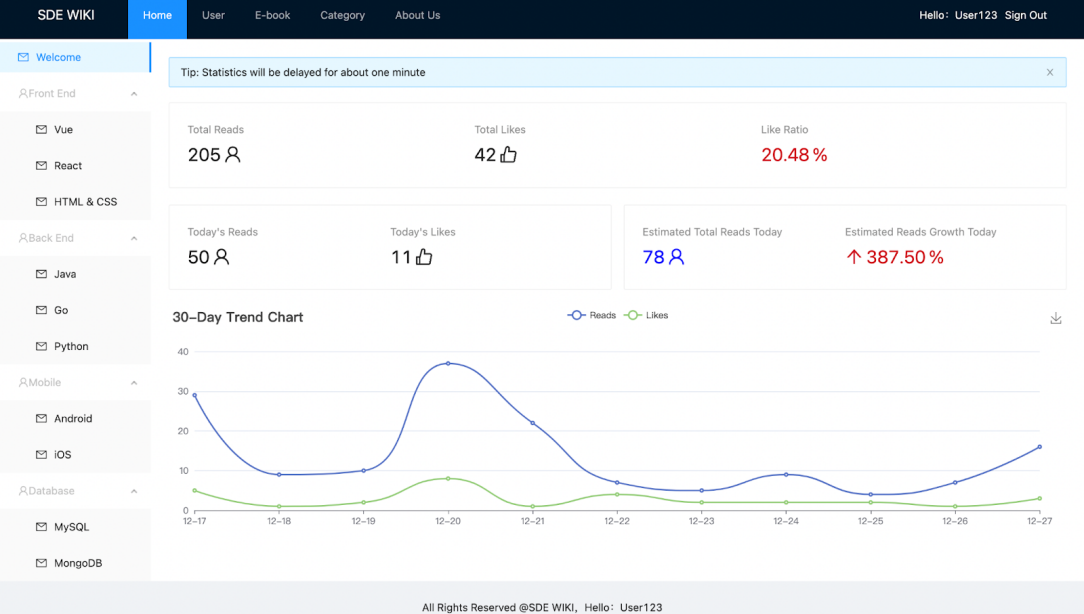 SDE WIKI
Home User E-book Category About Us
Hello: User123 Sign Out
Welcome
Front End
Vue
React
HTML & CSS
Back End
Java
Go
Python
Mobile
Android
iOS
Database
MySQL
MongoDB
Tip: Statistics will be delayed for about one minute
Total Reads
205
Total Likes
42
Like Ratio
20.48%
Today's Reads
50
Today's Likes
11
Estimated Total Reads Today
78
Estimated Reads Growth Today
387.50%
30-Day Trend Chart
Reads Likes
40
30
20
10
0
12-17 12-18 12-19 12-20 12-21 12-22 12-23 12-24 12-25 12-26 12-27
All Rights Reserved @SDE WIKI, Hello: User123